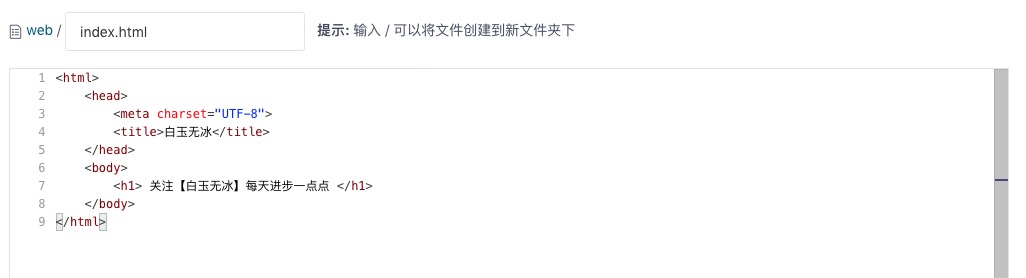 web / index.html 提示: 输入 / 可以将文件创建到新文件夹下
1 <html>
2     <head>
3         <meta charset="UTF-8">
4         <title>白玉无冰</title>
5     </head>
6     <body>
7         <h1> 关注【白玉无冰】每天进步一点点 </h1>
8     </body>
9 </html>